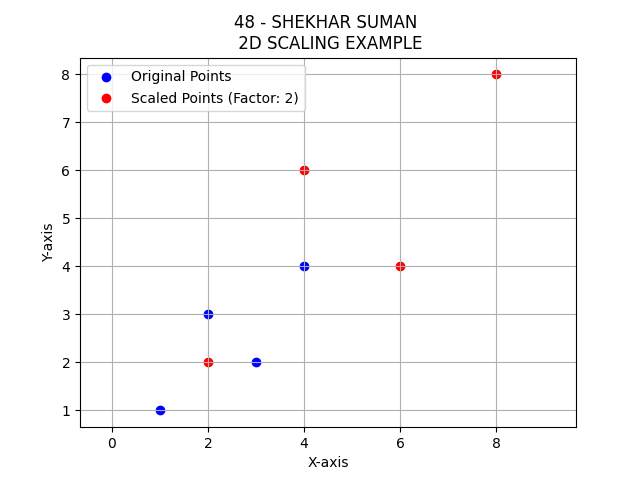 48 - SHEKHAR SUMAN
2D SCALING EXAMPLE
Original Points
Scaled Points (Factor: 2)
8
7
6
5
4
3
2
1
Y-axis
0 2 4 6 8
X-axis